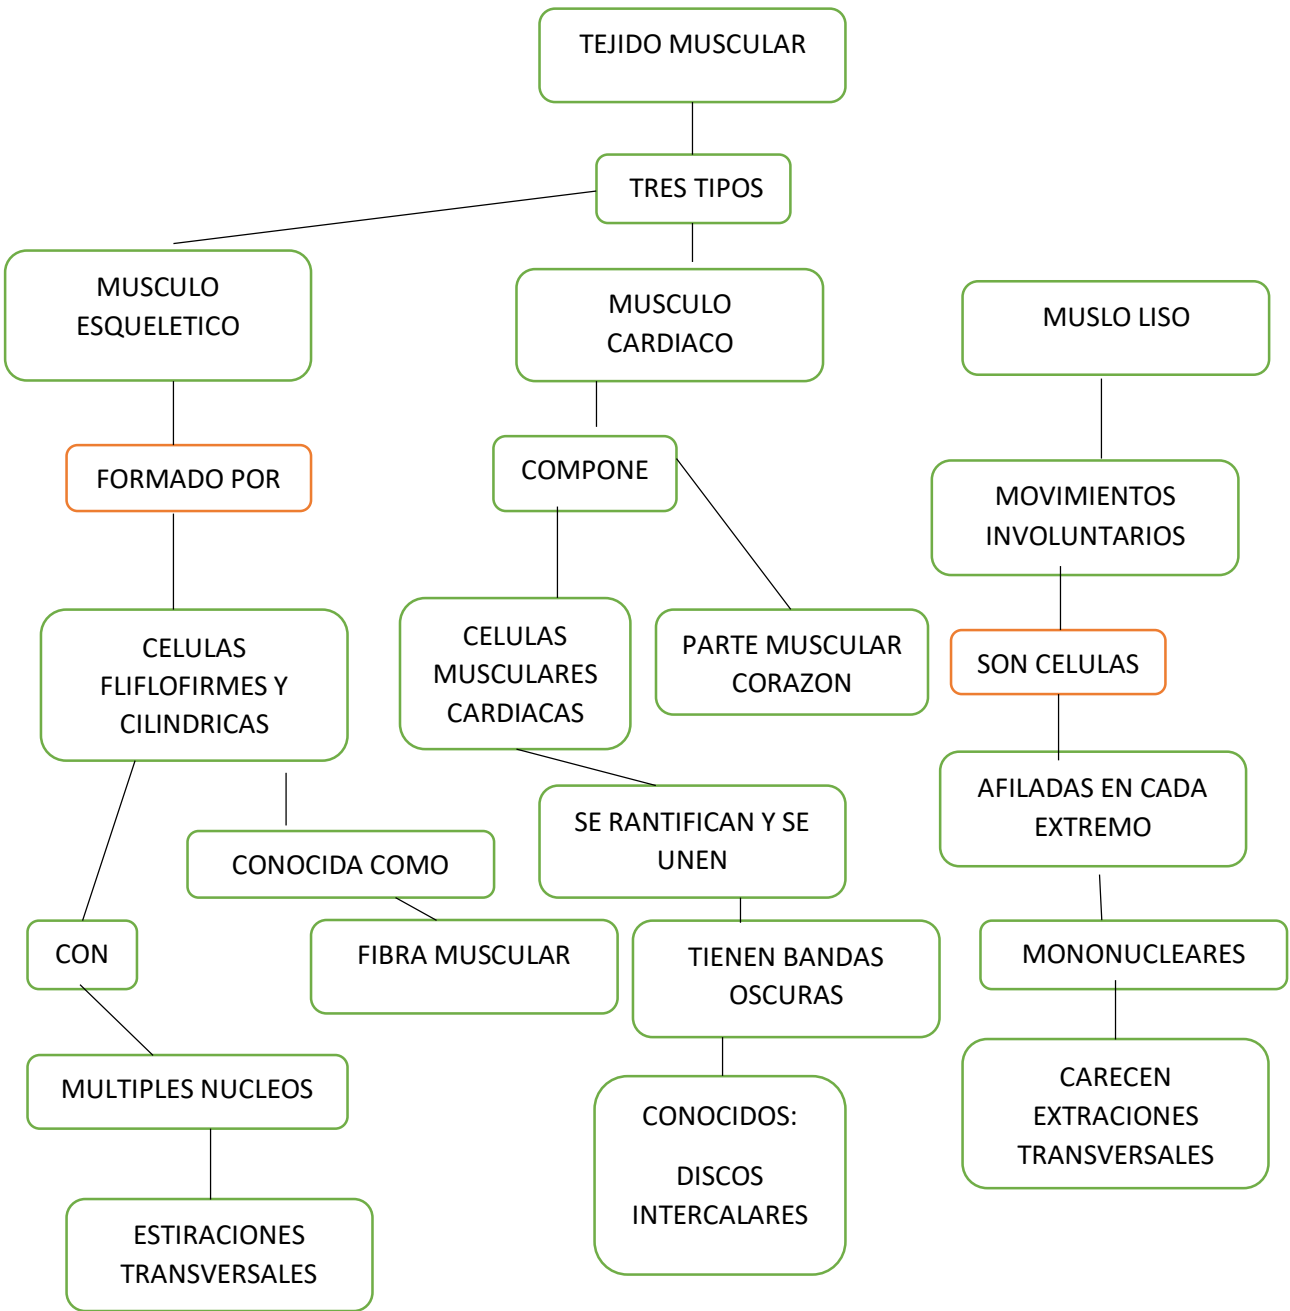 TEJIDO MUSCULAR
TRES TIPOS
MUSCULO
ESQUELETICO
FORMADO POR
CELULAS
FLIFLOFIRMES Y
CILINDRICAS
CONOCIDA COMO
FIBRA MUSCULAR
CON
MULTIPLES NUCLEOS
ESTIRACIONES
TRANSVERSALES
MUSCULO
CARDIACO
COMPONE
CELULAS
MUSCULARES
CARDIACAS
PARTE MUSCULAR
CORAZON
SE RANTIFICAN Y SE
UNEN
TIENEN BANDAS
OSCURAS
CONOCIDOS:
DISCOS
INTERCALARES
MUSLO LISO
MOVIMIENTOS
INVOLUNTARIOS
SON CELULAS
AFILADAS EN CADA
EXTREMO
MONONUCLEARES
CARECEN
EXTRACIONES
TRANSVERSALES